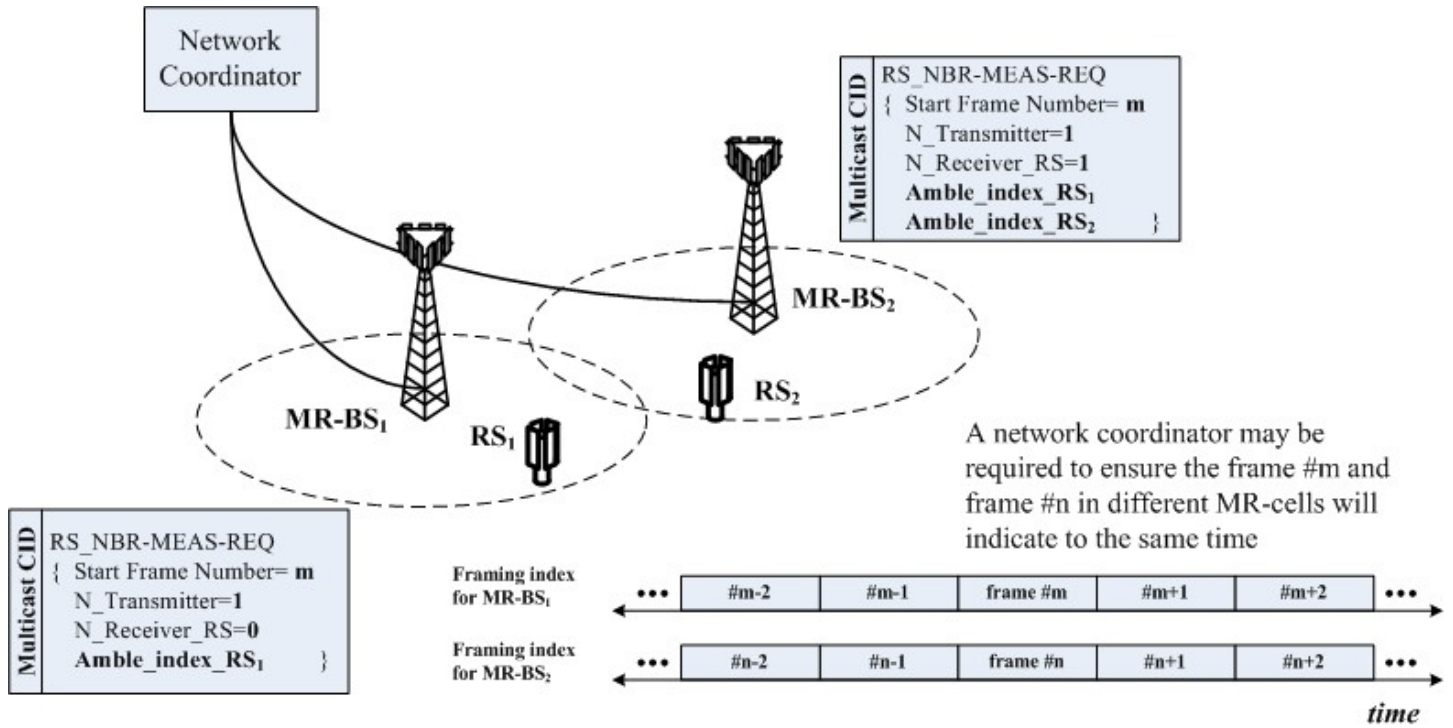 Network
Coordinator
Multicast CID
RS_NBR-MEAS-REQ
{ Start Frame Number= m
N_Transmitter=1
N_Receiver_RS=1
Amble_index_RS₁
Amble_index_RS₂ }
MR-BS₂
MR-BS₁
RS₂
RS₁
A network coordinator may be
required to ensure the frame #m and
frame #n in different MR-cells will
indicate to the same time
Multicast CID
RS_NBR-MEAS-REQ
{ Start Frame Number= m
N_Transmitter=1
N_Receiver_RS=0
Amble_index_RS₁ }
Framing index
for MR-BS₁
••• #m-2 #m-1 frame #m #m+1 #m+2 •••
Framing index
for MR-BS₂
••• #n-2 #n-1 frame #n #n+1 #n+2 •••
time